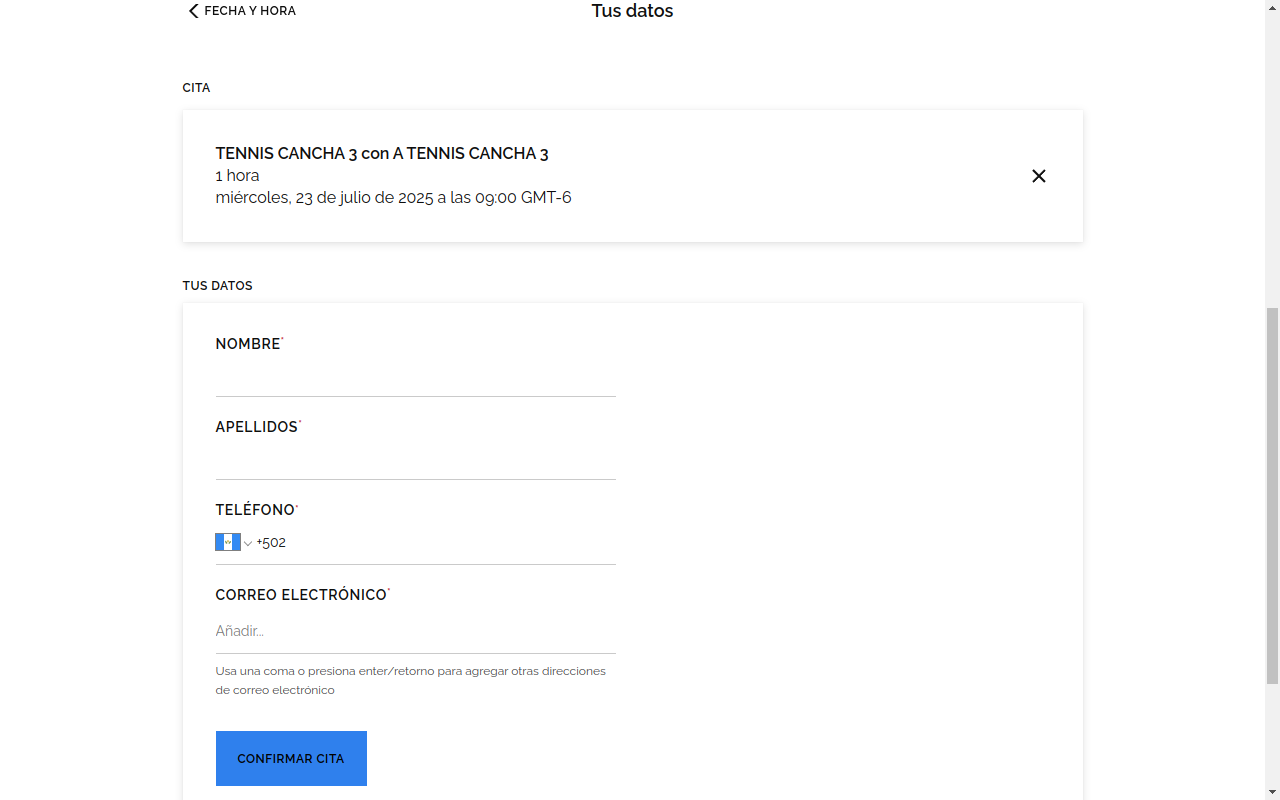 FECHA Y HORA
Tus datos
CITA
TENNIS CANCHA 3 con A TENNIS CANCHA 3
1 hora
miércoles, 23 de julio de 2025 a las 09:00 GMT-6
TUS DATOS
NOMBRE*
APELLIDOS*
TELÉFONO*
+502
CORREO ELECTRÓNICO*
Añadir...
Usa una coma o presiona enter/retorno para agregar otras direcciones
de correo electrónico
CONFIRMAR CITA